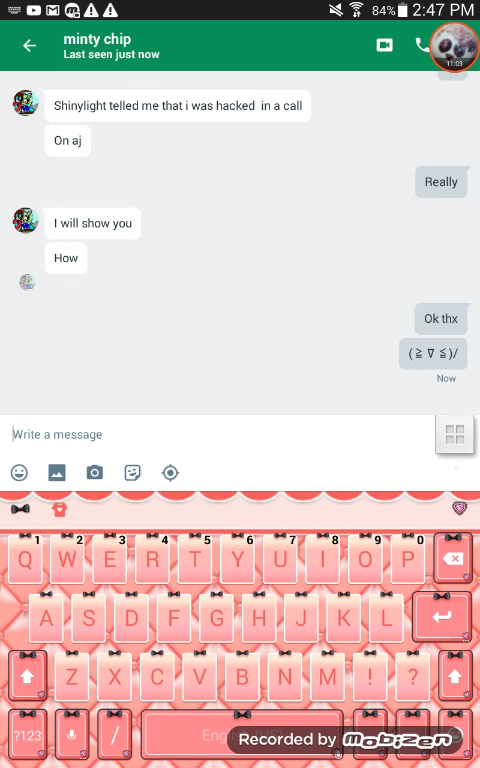 84% 2:47 PM
minty chip
Last seen just now
11:03
Shinylight telled me that i was hacked in a call
On aj
Really
I will show you
How
Ok thx
(≧∇≦)/
Now
Write a message
1 2 3 4 5 6 7 8 9 0
Q W E R T Y U I O P
A S D F G H J K L
Z X C V B N M ! ?
?123 / English
Recorded by Mobizen